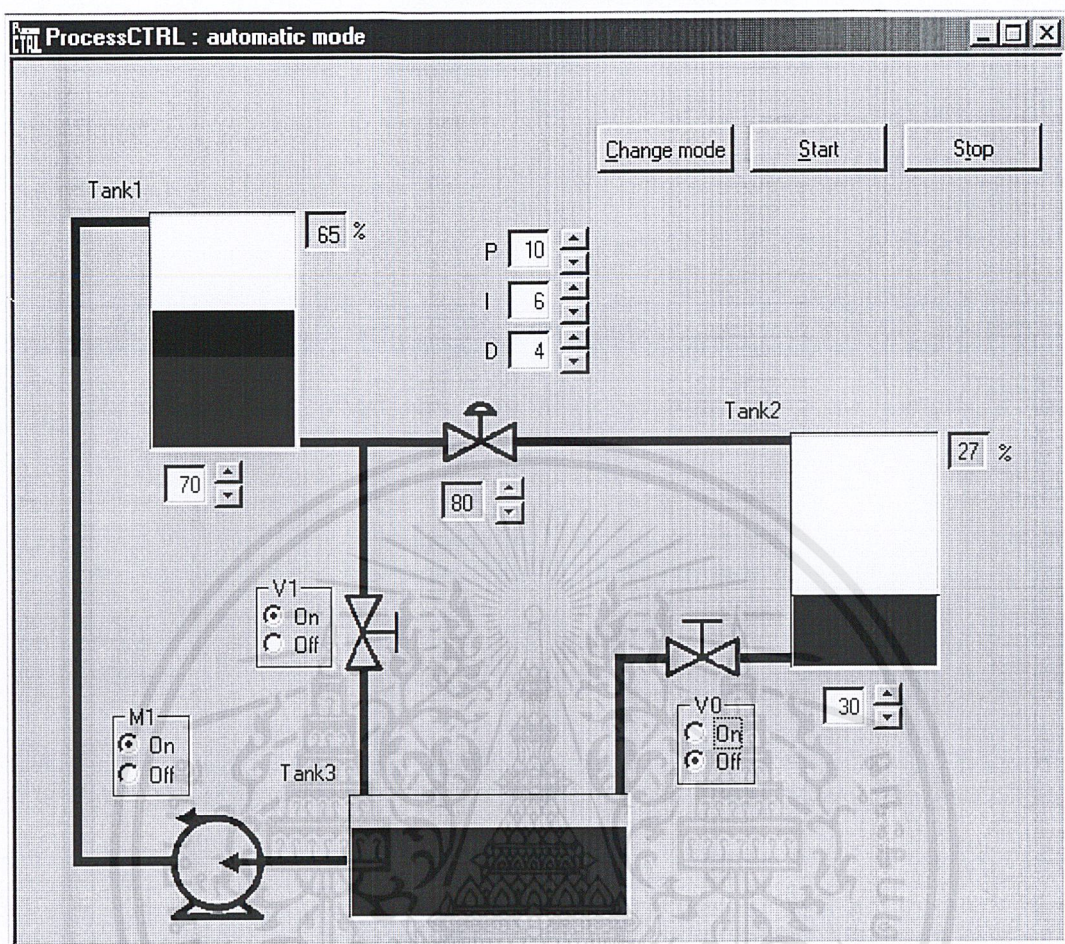 ProcessCTRL : automatic mode
Change mode
Start
Stop
Tank1
65 %
P 10
I 6
D 4
Tank2
27 %
70
80
V1
On
Off
30
V0
On
Off
M1
On
Off
Tank3